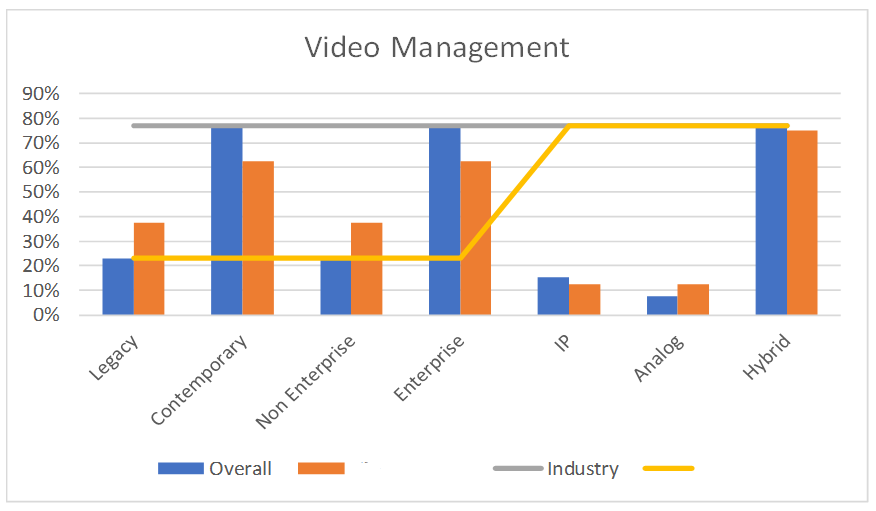 Video Management
90%
80%
70%
60%
50%
40%
30%
20%
10%
0%
Legacy
Contemporary
Non Enterprise
Enterprise
IP
Analog
Hybrid
Overall
Industry